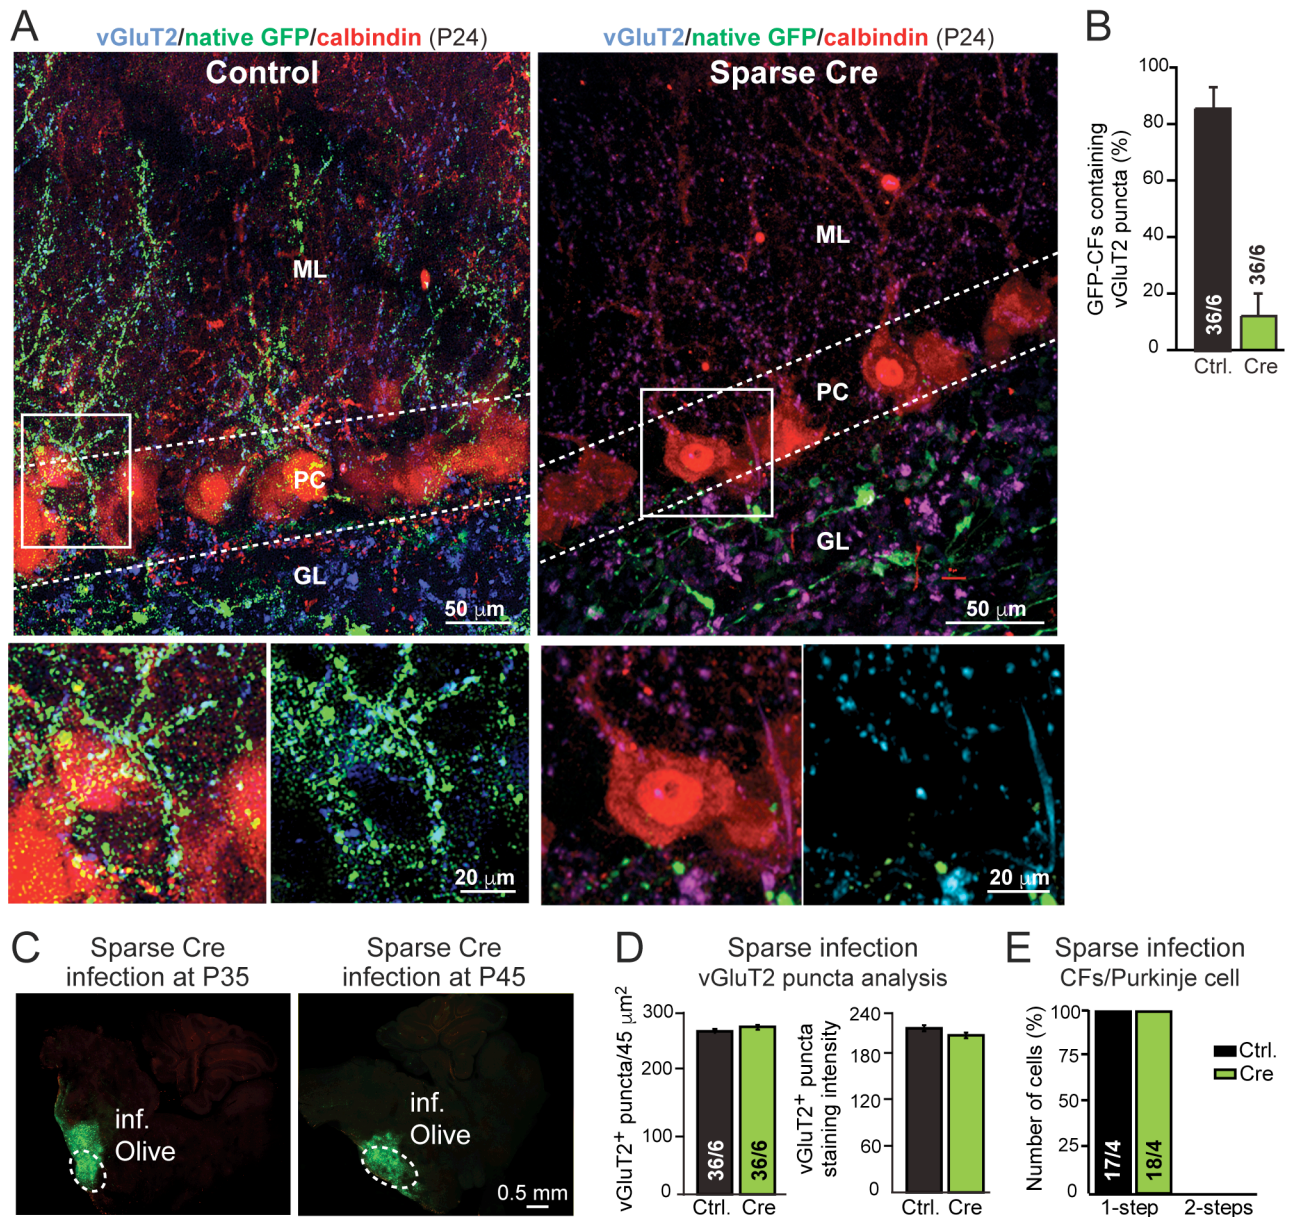 A
vGluT2/native GFP/calbindin (P24)
Control
ML
PC
GL
50 μm
20 μm
vGluT2/native GFP/calbindin (P24)
Sparse Cre
ML
PC
GL
50 μm
20 μm
B
GFP-CFs containing
vGluT2 puncta (%)
100
80
60
40
20
0
36/6
36/6
Ctrl. Cre
C
Sparse Cre
infection at P35
inf.
Olive
Sparse Cre
infection at P45
inf.
Olive
0.5 mm
D
Sparse infection
vGluT2 puncta analysis
vGluT2+ puncta/45 μm²
300
200
100
0
36/6
36/6
Ctrl. Cre
vGluT2+ puncta
staining intensity
240
180
120
60
0
Ctrl. Cre
E
Sparse infection
CFs/Purkinje cell
Number of cells (%)
100
75
50
25
0
17/4
18/4
1-step 2-steps
Ctrl.
Cre